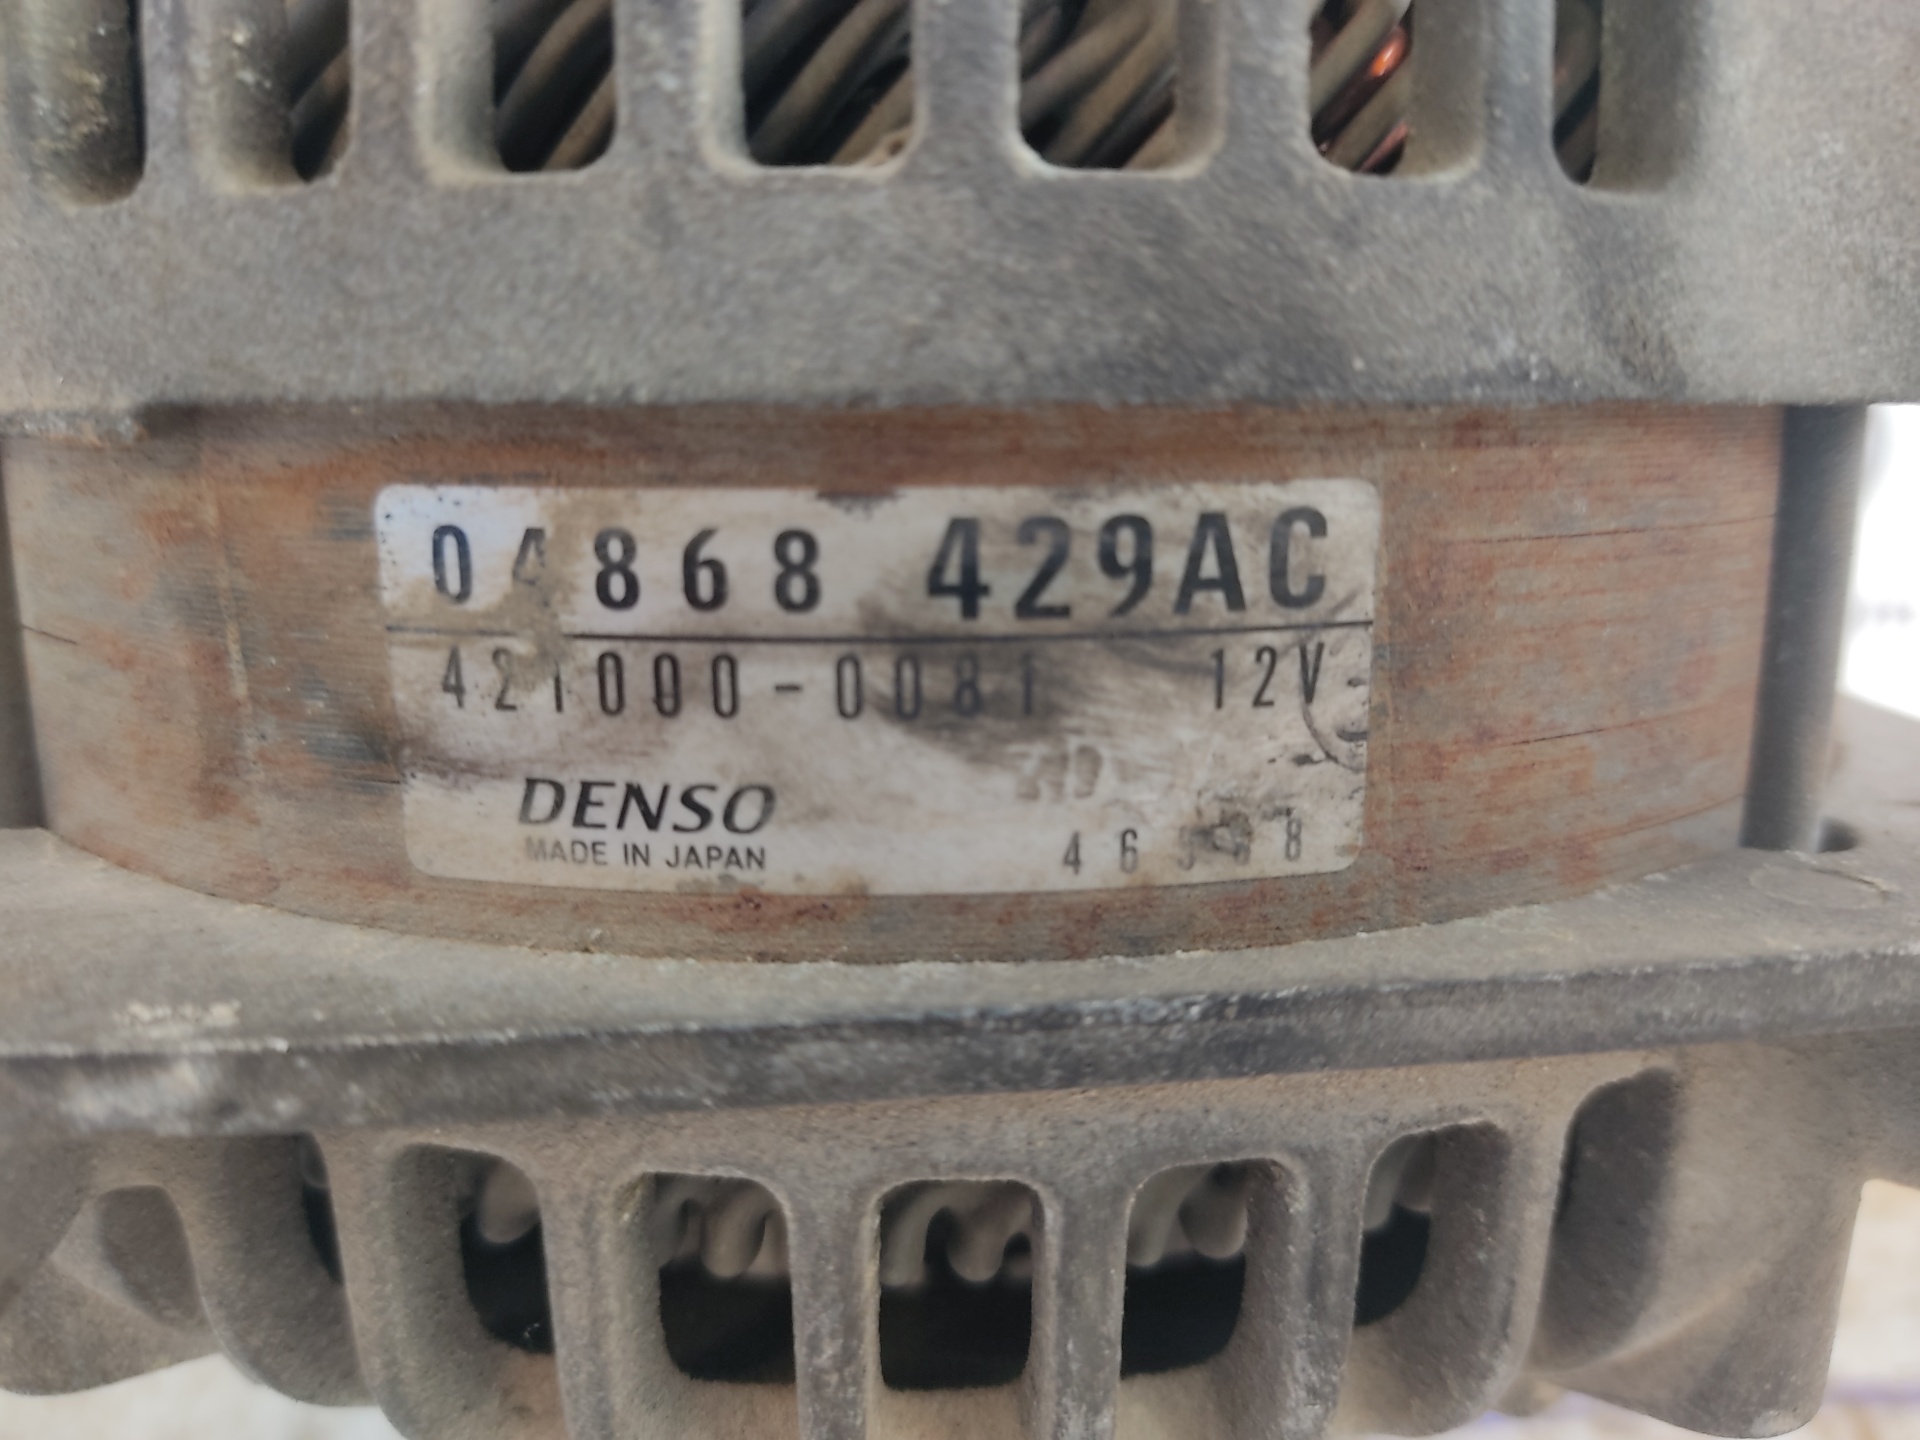 04868 429AC
421000-0081 12V
DENSO
MADE IN JAPAN